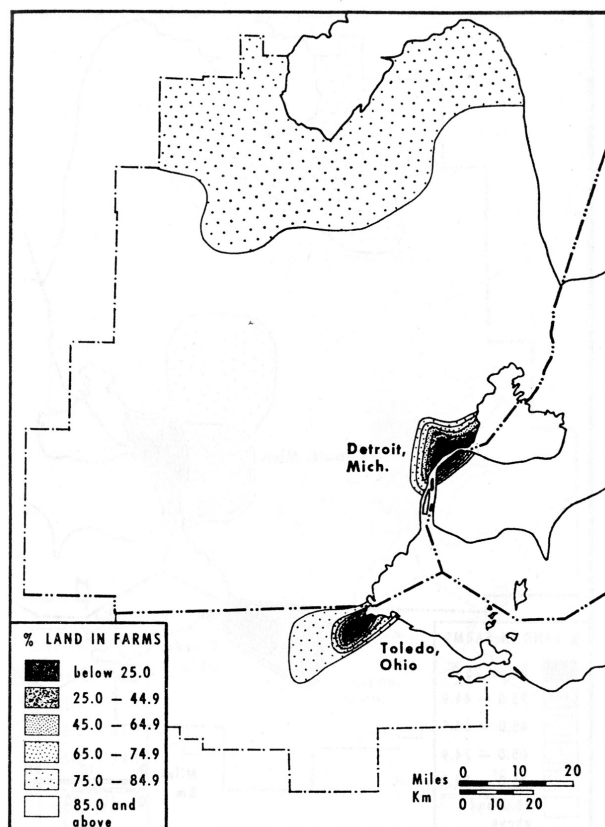 Detroit,
Mich.
Toledo,
Ohio
% LAND IN FARMS
below 25.0
25.0 – 44.9
45.0 – 64.9
65.0 – 74.9
75.0 – 84.9
85.0 and
above
0 10 20
Miles
Km
0 10 20